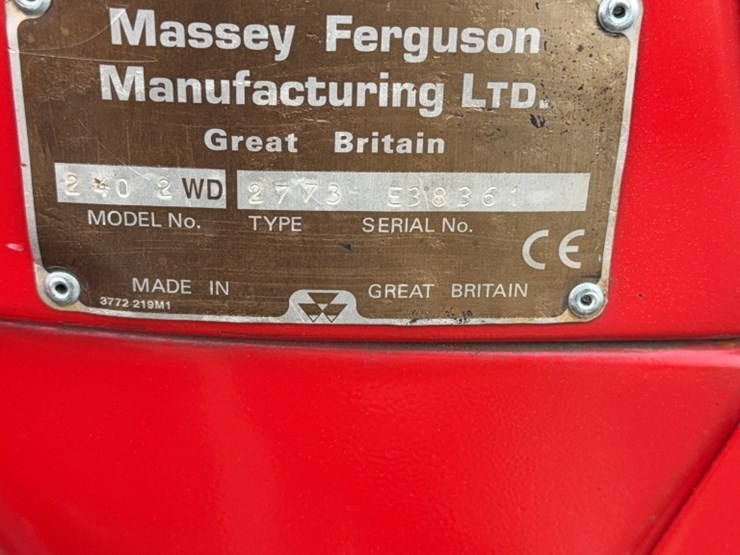 Massey Ferguson
Manufacturing LTD.
Great Britain
240 2WD 2773 E38361
MODEL No. TYPE SERIAL No.
CE
MADE IN GREAT BRITAIN
3772 219M1